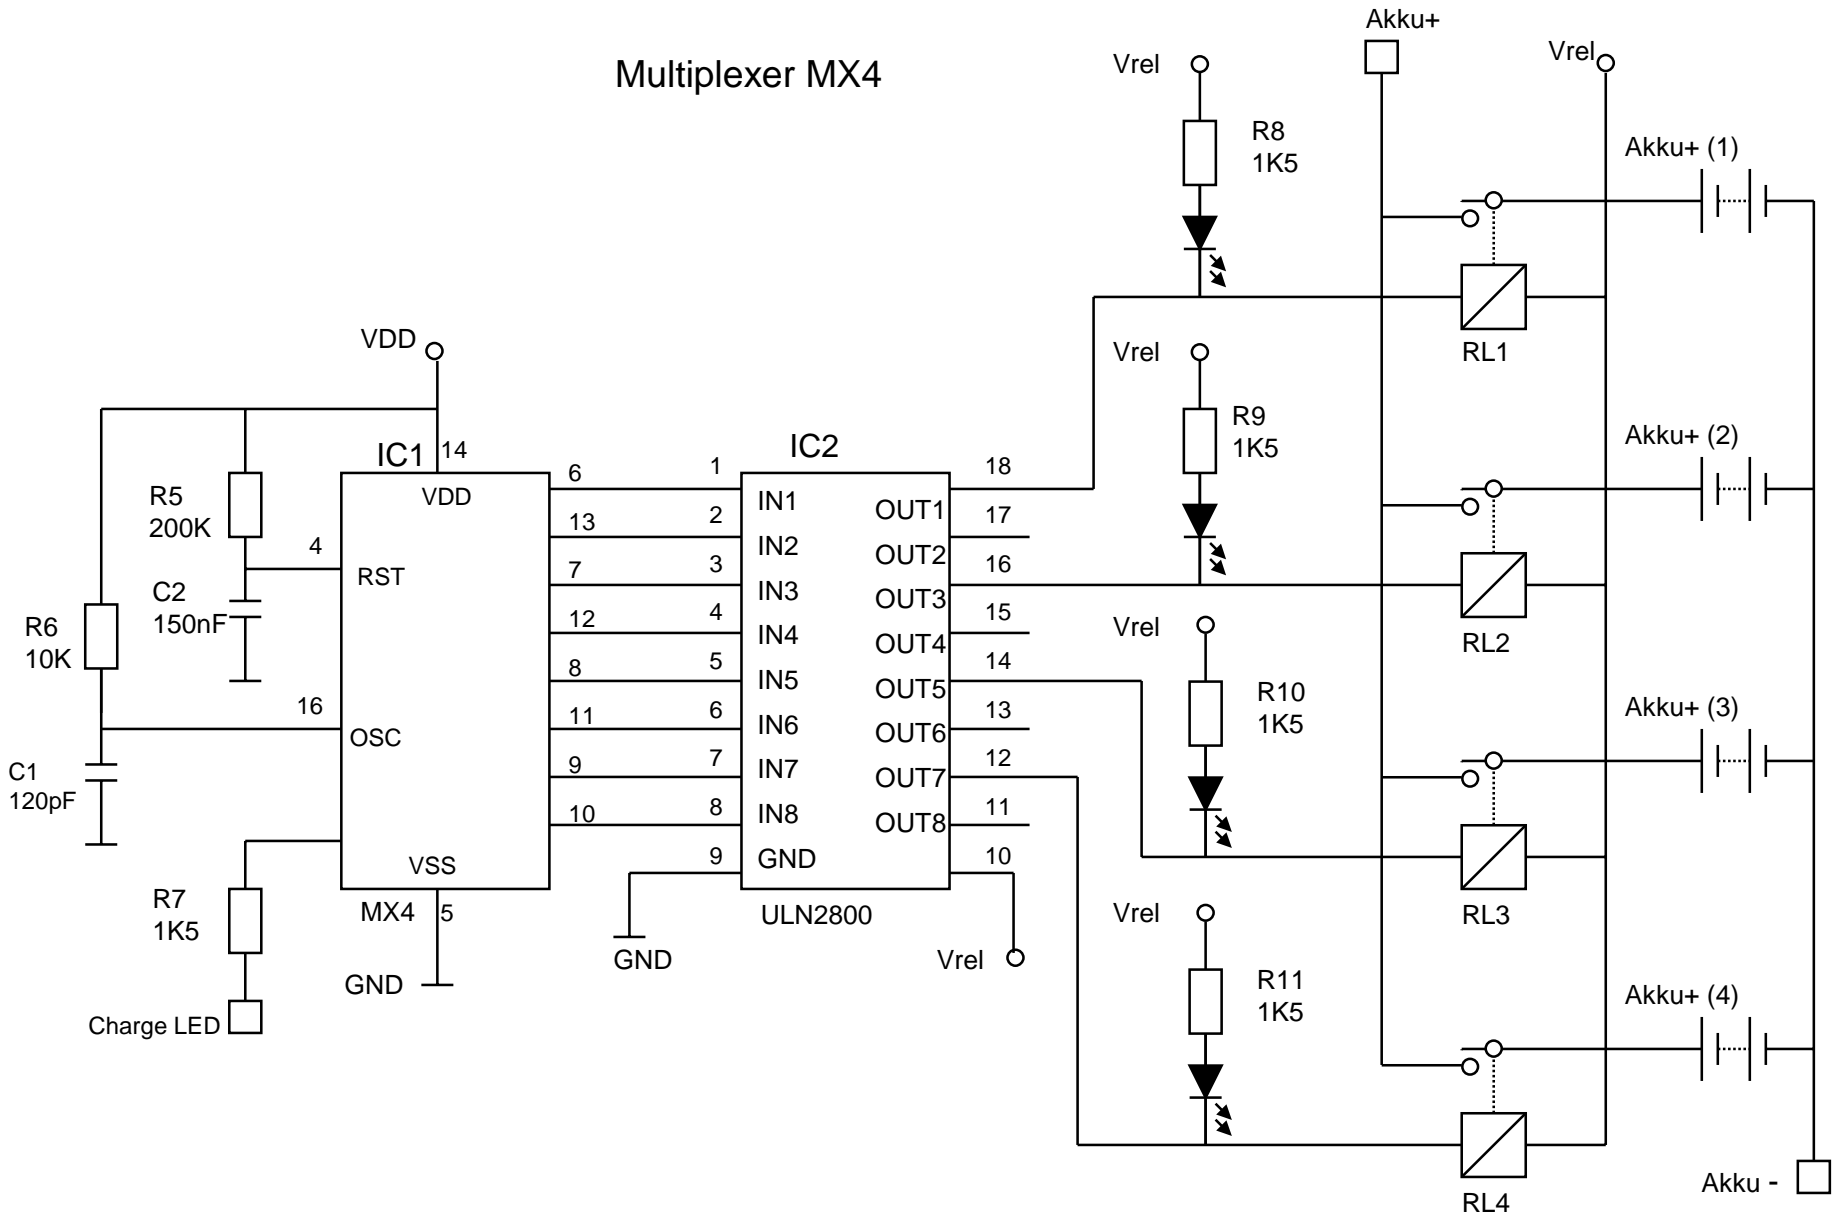 Multiplexer MX4
Akku+
Vrel
Vrel
R8
1K5
Akku+ (1)
RL1
VDD
Vrel
R9
1K5
Akku+ (2)
RL2
IC1
14
VDD
R5
200K
4
RST
C2
150nF
R6
10K
16
OSC
C1
120pF
VSS
R7
1K5
MX4
5
GND
Charge LED
6
13
7
12
8
11
9
10
IC2
1
2
3
4
5
6
7
8
9
IN1
IN2
IN3
IN4
IN5
IN6
IN7
IN8
GND
OUT1
OUT2
OUT3
OUT4
OUT5
OUT6
OUT7
OUT8
18
17
16
15
14
13
12
11
10
ULN2800
GND
Vrel
Vrel
R10
1K5
Akku+ (3)
RL3
Vrel
R11
1K5
Akku+ (4)
RL4
Akku -